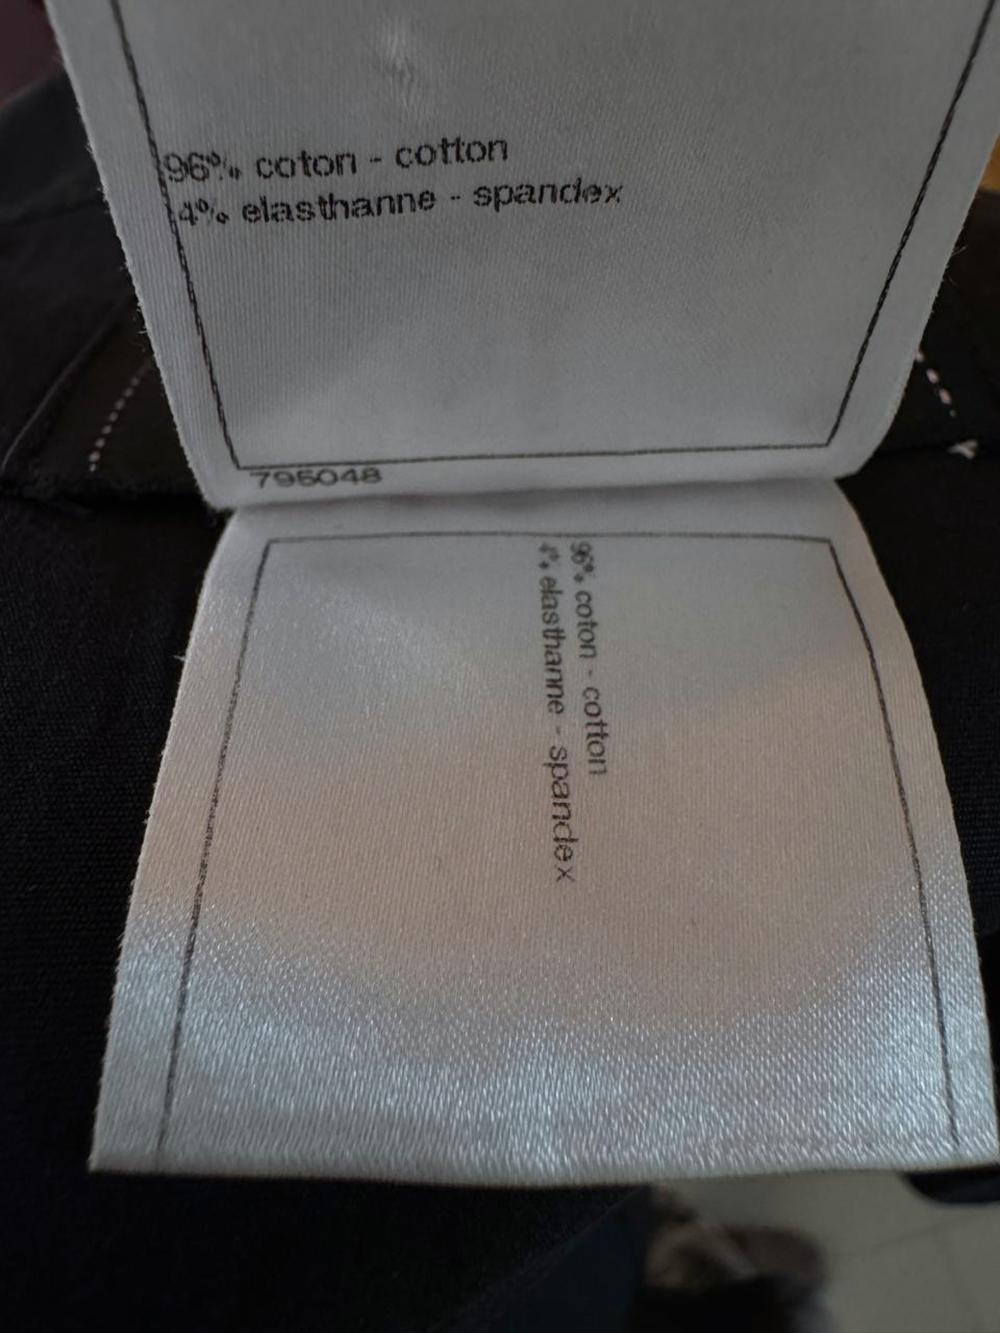 96% coton - cotton
4% elasthanne - spandex
795048
96% coton - cotton
4% elasthanne - spandex